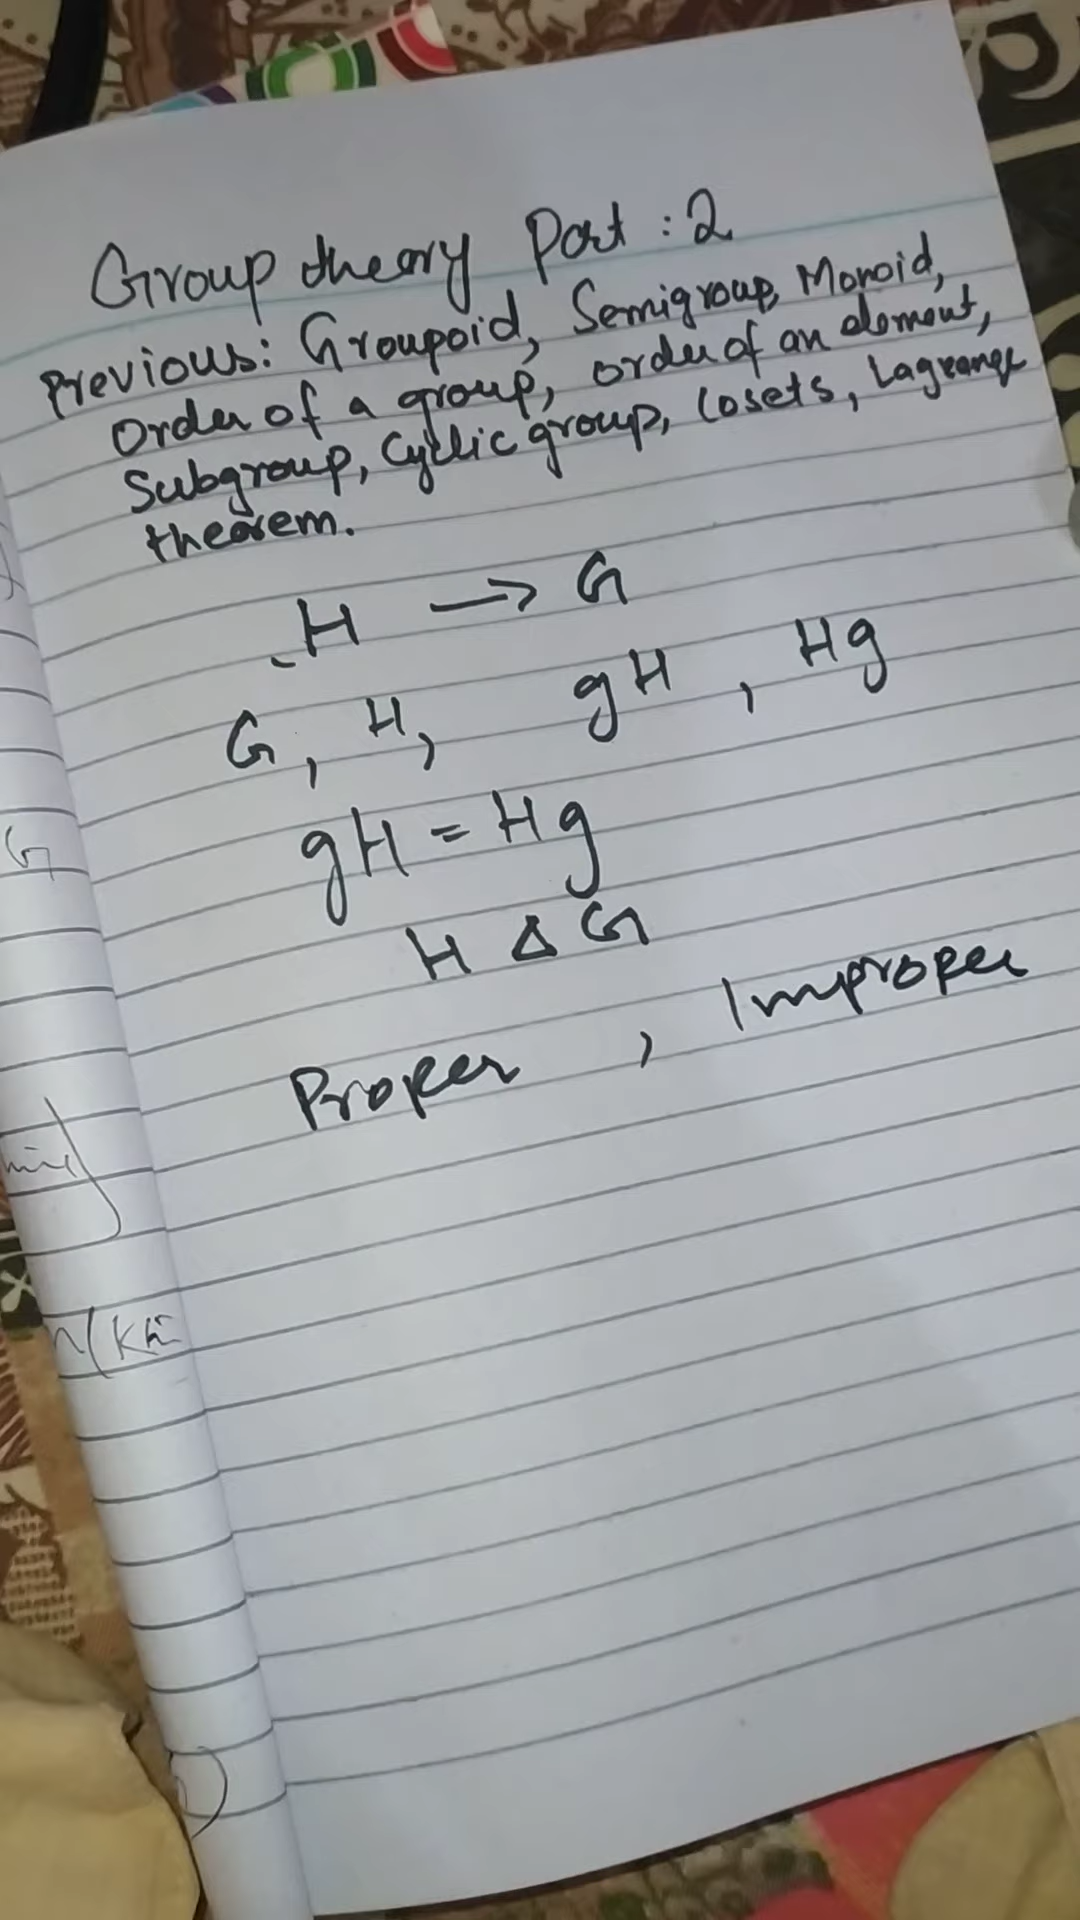 Group theory Part : 2
Previous: Groupoid, Semigroup, Monoid,
Order of a group, order of an element,
Subgroup, Cyclic group, Cosets, Lagrange
theorem.
H → G
G, H, gH , Hg
gH = Hg
H Δ G
Proper , Improper
G